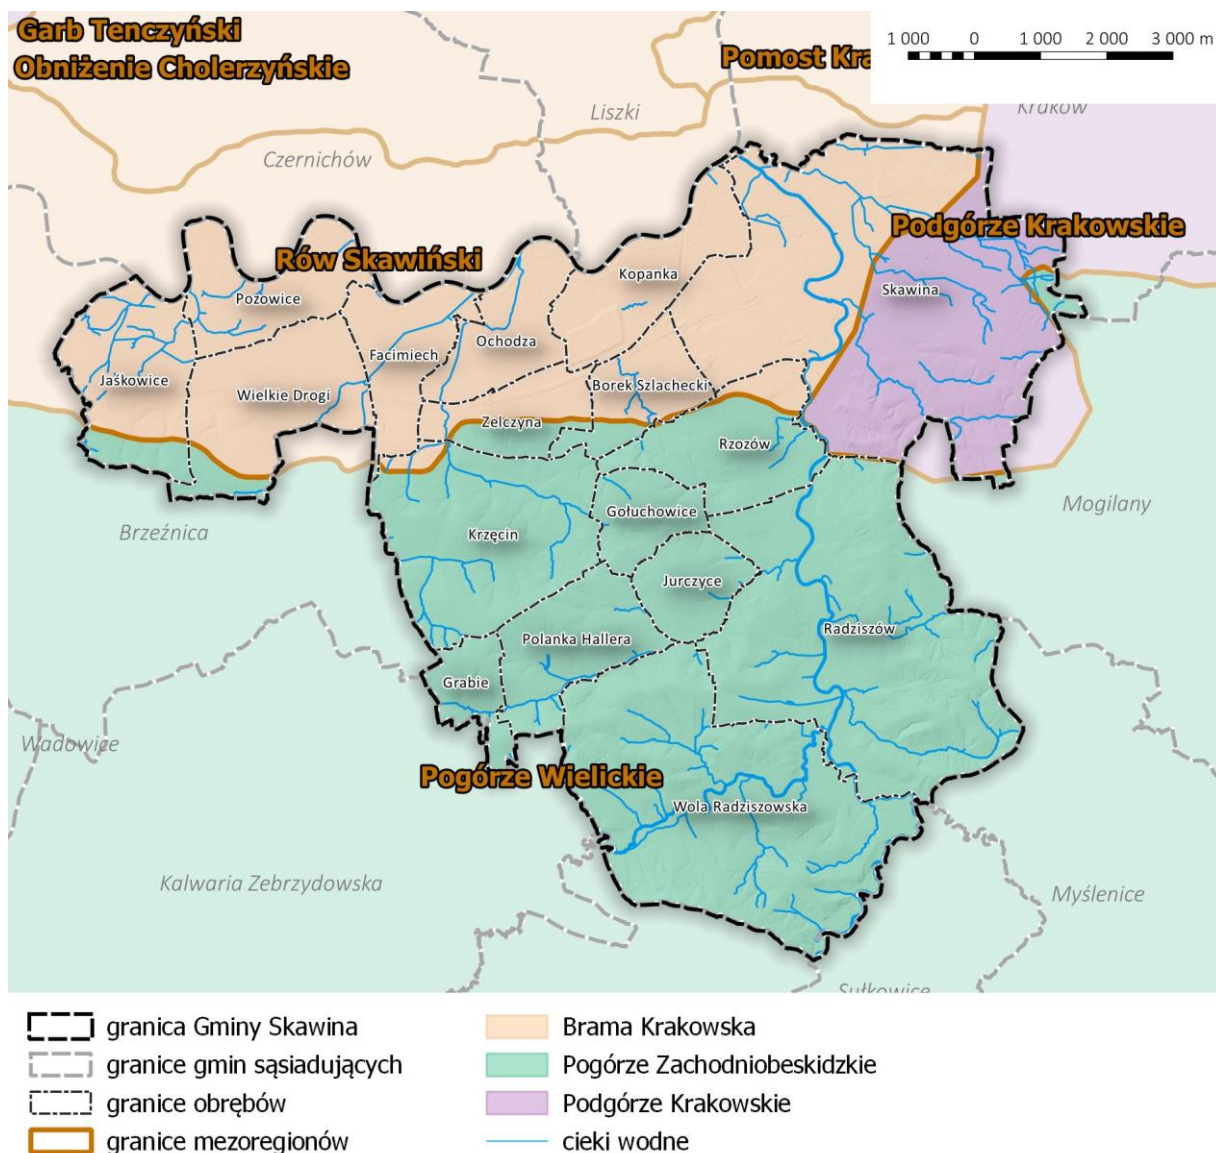 Garb Tenczyński
Obniżenie Cholerzyńskie
Pomost Kra
1 000 0 1 000 2 000 3 000 m
Kraków
Liszki
Czernichów
Podgórze Krakowskie
Rów Skawiński
Kopanka
Skawina
Pozowice
Ochodza
Facimiech
Jaśkowice
Wielkie Drogi
Borek Szlachecki
Zelczyna
Rzozów
Mogilany
Gołuchowice
Brzeźnica
Krzęcin
Jurczyce
Radziszów
Polanka Hallera
Grabie
Wadowice
Pogórze Wielickie
Wola Radziszowska
Kalwaria Zebrzydowska
Myślenice
Sułkowice
granica Gminy Skawina
granice gmin sąsiadujących
granice obrębów
granice mezoregionów
Brama Krakowska
Pogórze Zachodniobeskidzkie
Podgórze Krakowskie
cieki wodne